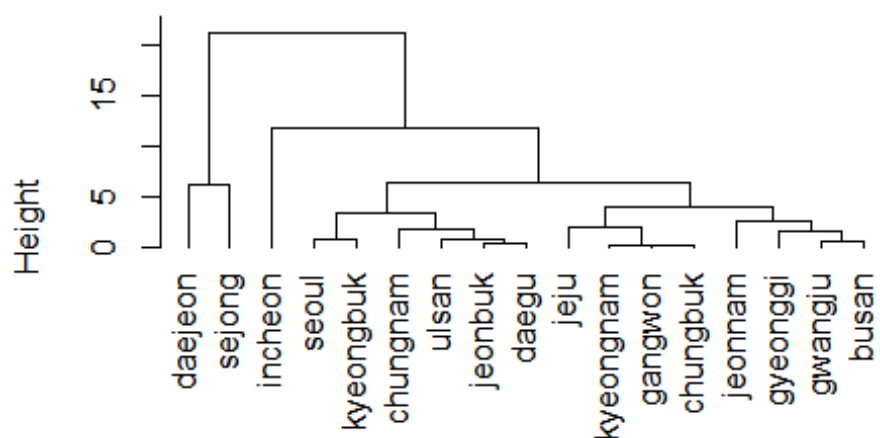 Height
15
5
0
daejeon
sejong
incheon
seoul
kyeongbuk
chungnam
ulsan
jeonbuk
daegu
jeju
kyeongnam
gangwon
chungbuk
jeonnam
gyeonggi
gwangju
busan